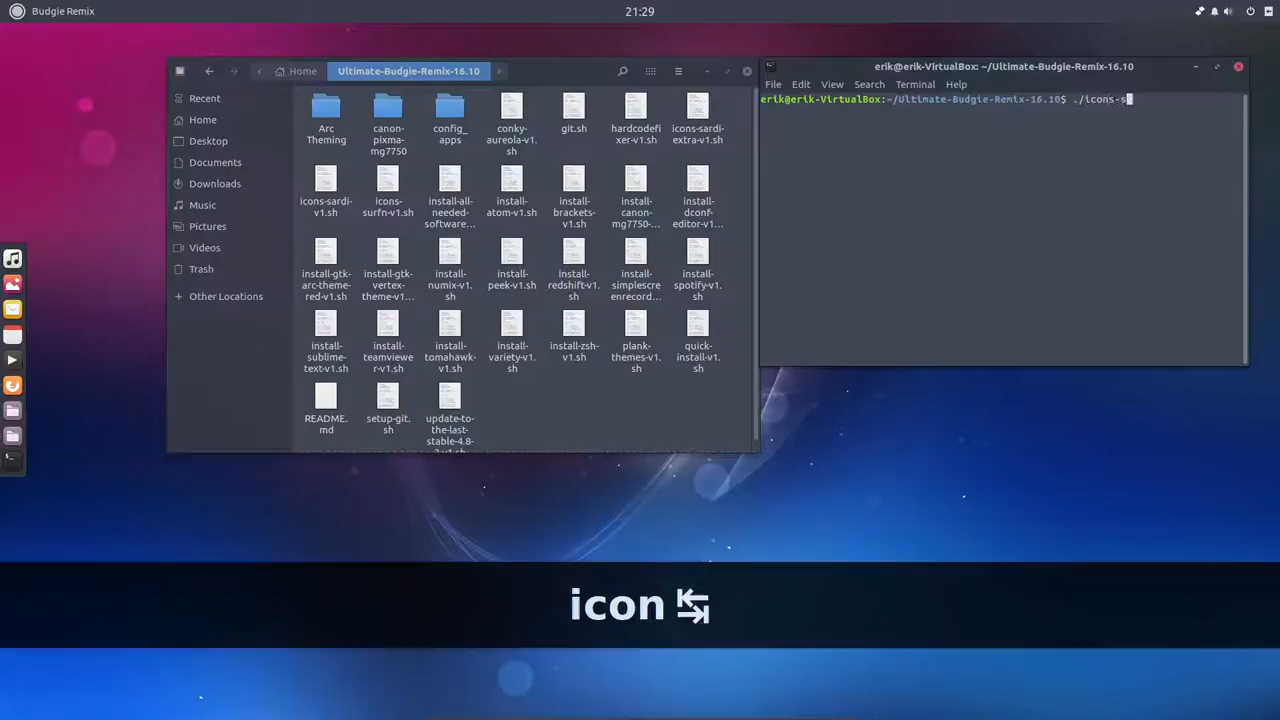 Budgie Remix
21:29
Home
Ultimate-Budgie-Remix-16.10
Recent
Home
Desktop
Documents
Downloads
Music
Pictures
Videos
Trash
Other Locations
Arc
Theming
canon-
pixma-
mg7750
config_
apps
conky-
aureola-v1.
sh
git.sh
hardcodefi
xer-v1.sh
icons-sardi-
extra-v1.sh
icons-sardi-
v1.sh
icons-
surfn-v1.sh
install-all-
needed-
software...
install-
atom-v1.sh
install-
brackets-
v1.sh
install-
canon-
mg7750-...
install-
dconf-
editor-v1...
install-gtk-
arc-theme-
red-v1.sh
install-gtk-
vertex-
theme-v1...
install-
numix-v1.
sh
install-
peek-v1.sh
install-
redshift-v1.
sh
install-
simplescre
enrecord...
install-
spotify-v1.
sh
install-
sublime-
text-v1.sh
install-
teamviewe
r-v1.sh
install-
tomahawk-
v1.sh
install-
variety-v1.
sh
install-zsh-
v1.sh
plank-
themes-v1.
sh
quick-
install-v1.
sh
README.
md
setup-git.
sh
update-to-
the-last-
stable-4.8-
erik@erik-VirtualBox: ~/Ultimate-Budgie-Remix-16.10
File Edit View Search Terminal Help
erik@erik-VirtualBox:~/Ultimate-Budgie-Remix-16.10$ ./icons-s
icon ↹